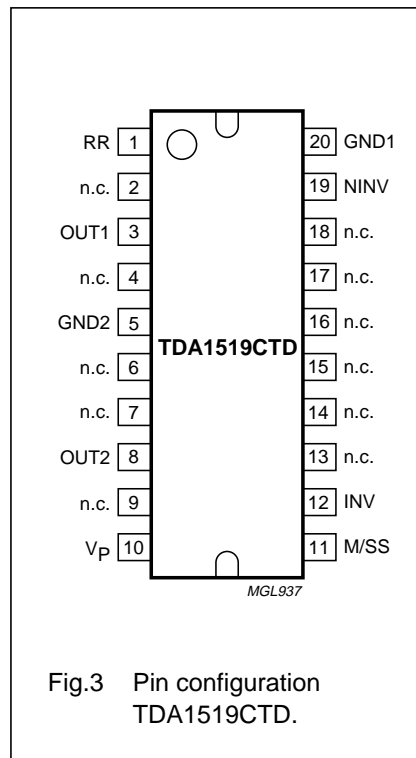 RR 1 20 GND1
n.c. 2 19 NINV
OUT1 3 18 n.c.
n.c. 4 17 n.c.
GND2 5 16 n.c.
TDA1519CTD
n.c. 6 15 n.c.
n.c. 7 14 n.c.
OUT2 8 13 n.c.
n.c. 9 12 INV
VP 10 11 M/SS
MGL937
Fig.3 Pin configuration
TDA1519CTD.